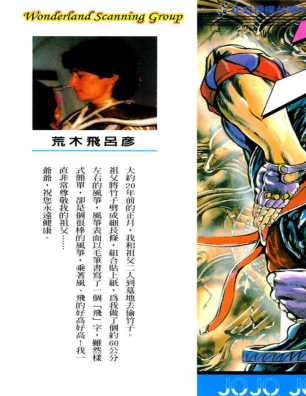 Wonderland Scanning Group
荒木飛呂彦
大約20年前的正月，我和祖父二人到墓地去偷竹子。
祖父將竹子劈成細長條，組合貼上紙，爲我做了個約60公分
左右的風箏，風箏表面以毛筆書寫了一個「飛」字，雖然樣
式簡單，卻是個很棒的風箏，乘著風、飛的好高好高！我一
直非常尊敬我的祖父……
爺爺，祝您永遠健康。
JOJO JO